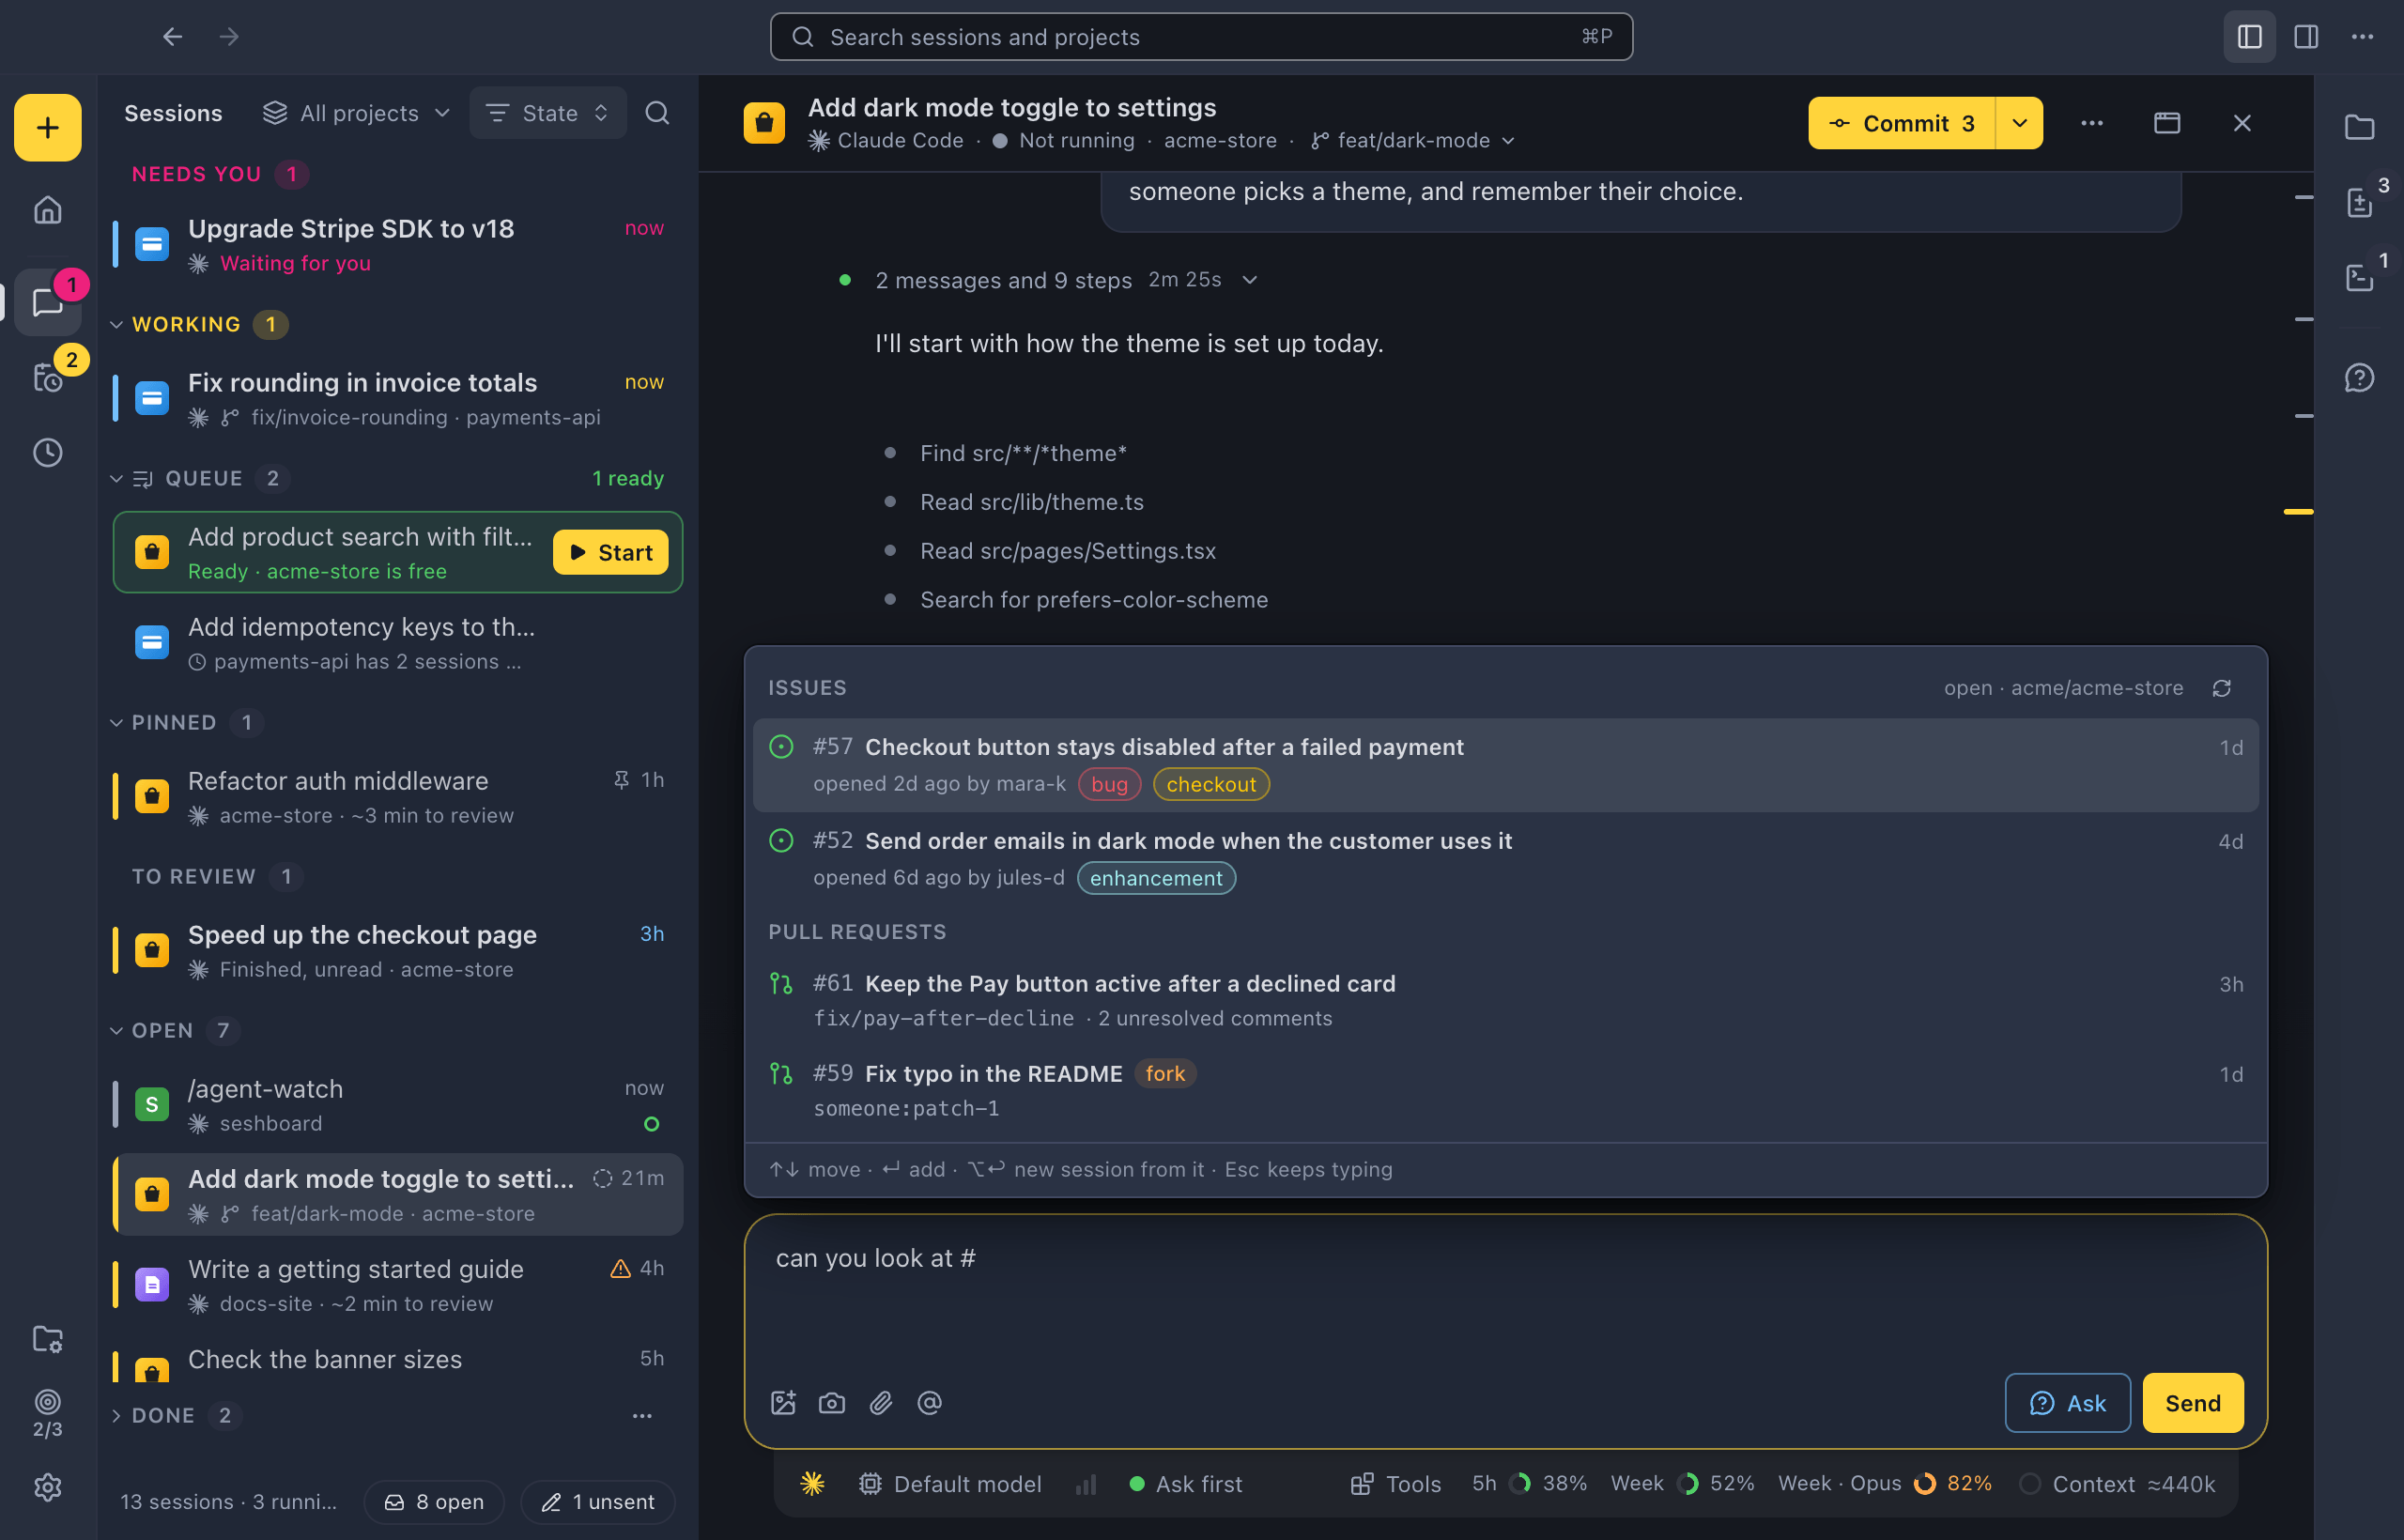 Search sessions and projects ⌘P
Sessions All projects State
NEEDS YOU 1
Upgrade Stripe SDK to v18 now
Waiting for you
1
WORKING 1
2
Fix rounding in invoice totals now
fix/invoice-rounding · payments-api
QUEUE 2 1 ready
Add product search with filt...
Ready · acme-store is free
Start
Add idempotency keys to th...
payments-api has 2 sessions ...
PINNED 1
Refactor auth middleware 1h
acme-store · ~3 min to review
TO REVIEW 1
Speed up the checkout page 3h
Finished, unread · acme-store
OPEN 7
S
/agent-watch now
seshboard
Add dark mode toggle to setti... 21m
feat/dark-mode · acme-store
Write a getting started guide 4h
docs-site · ~2 min to review
Check the banner sizes 5h
DONE 2
2/3
13 sessions · 3 runni... 8 open 1 unsent
Add dark mode toggle to settings
Claude Code · Not running · acme-store · feat/dark-mode
Commit 3
someone picks a theme, and remember their choice.
2 messages and 9 steps 2m 25s
I'll start with how the theme is set up today.
Find src/**/*theme*
Read src/lib/theme.ts
Read src/pages/Settings.tsx
Search for prefers-color-scheme
ISSUES open · acme/acme-store
#57 Checkout button stays disabled after a failed payment 1d
opened 2d ago by mara-k bug checkout
#52 Send order emails in dark mode when the customer uses it 4d
opened 6d ago by jules-d enhancement
PULL REQUESTS
#61 Keep the Pay button active after a declined card 3h
fix/pay-after-decline · 2 unresolved comments
#59 Fix typo in the README fork 1d
someone:patch-1
↑↓ move · ↵ add · ⌥↩ new session from it · Esc keeps typing
can you look at #
Ask Send
Default model Ask first Tools 5h 38% Week 52% Week · Opus 82% Context ≈440k
3
1